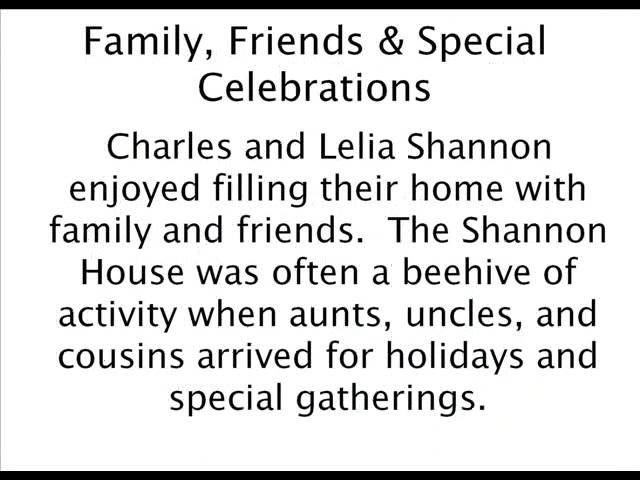 Family, Friends & Special
Celebrations
Charles and Lelia Shannon
enjoyed filling their home with
family and friends.  The Shannon
House was often a beehive of
activity when aunts, uncles, and
cousins arrived for holidays and
special gatherings.